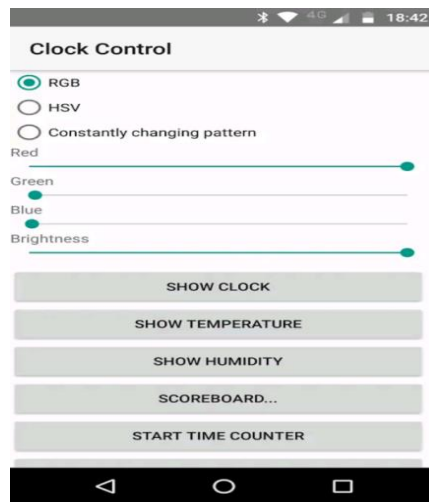 4G 18:42
Clock Control
RGB
HSV
Constantly changing pattern
Red
Green
Blue
Brightness
SHOW CLOCK
SHOW TEMPERATURE
SHOW HUMIDITY
SCOREBOARD...
START TIME COUNTER